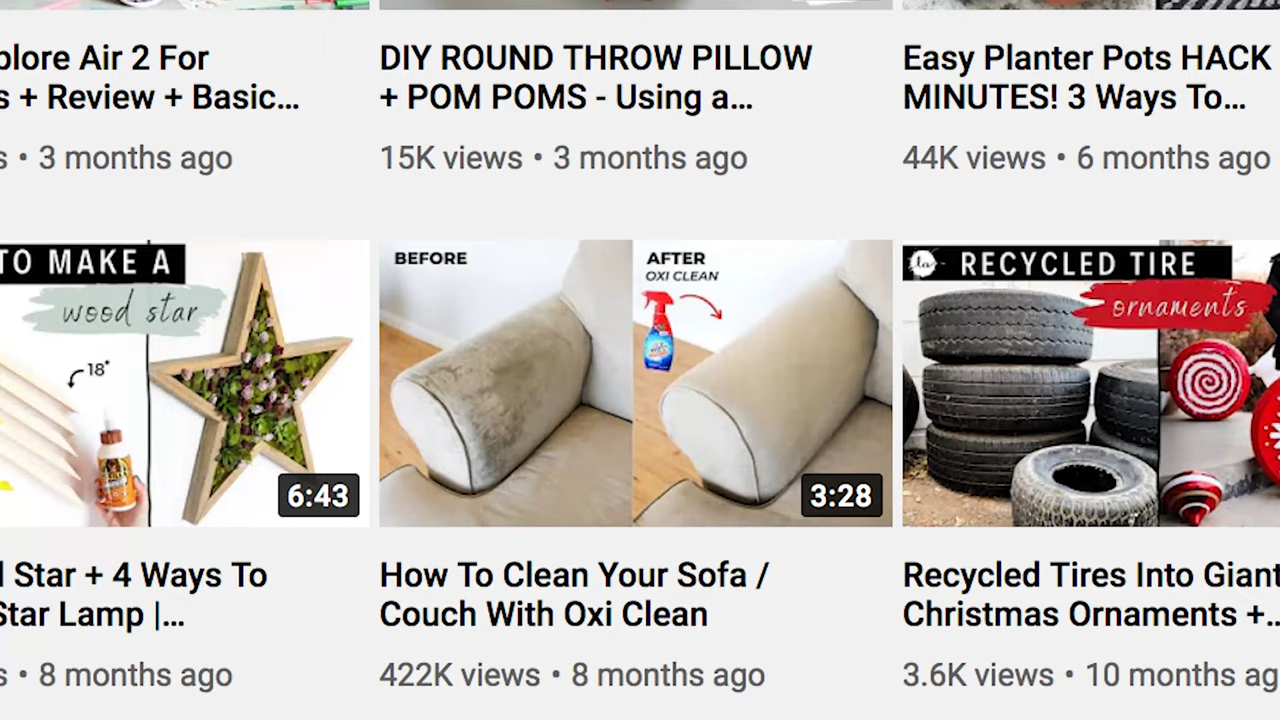 plore Air 2 For
s + Review + Basic...
s • 3 months ago
DIY ROUND THROW PILLOW
+ POM POMS - Using a...
15K views • 3 months ago
Easy Planter Pots HACK
MINUTES! 3 Ways To...
44K views • 6 months ago
TO MAKE A
wood star
18"
6:43
l Star + 4 Ways To
Star Lamp |...
s • 8 months ago
BEFORE
AFTER
OXI CLEAN
3:28
How To Clean Your Sofa /
Couch With Oxi Clean
422K views • 8 months ago
RECYCLED TIRE
ornaments
Recycled Tires Into Giant
Christmas Ornaments +..
3.6K views • 10 months ag